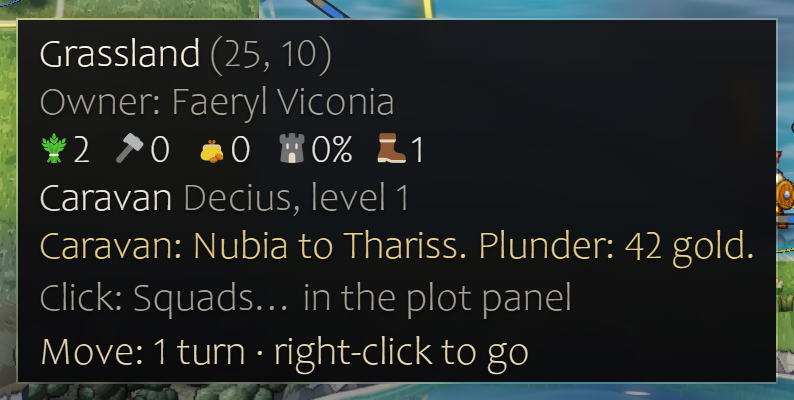 Grassland (25, 10)
Owner: Faeryl Viconia
2 0 0 0% 1
Caravan Decius, level 1
Caravan: Nubia to Thariss. Plunder: 42 gold.
Click: Squads... in the plot panel
Move: 1 turn · right-click to go